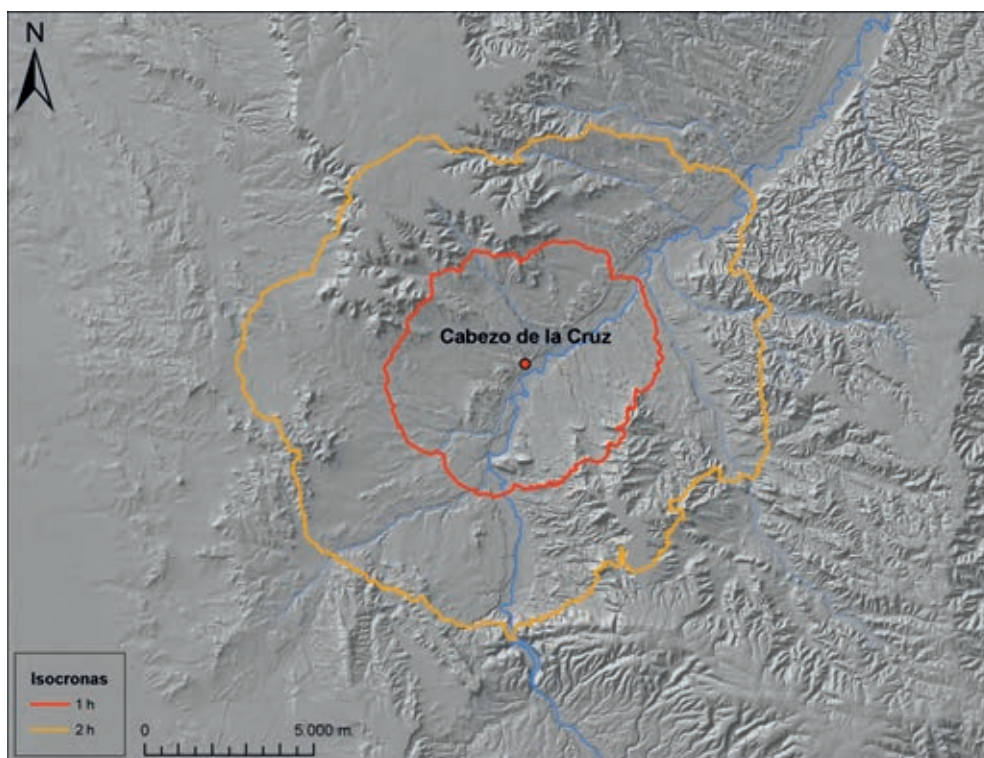 N
Cabezo de la Cruz
Isocronas
1 h
2 h
0 5.000 m.